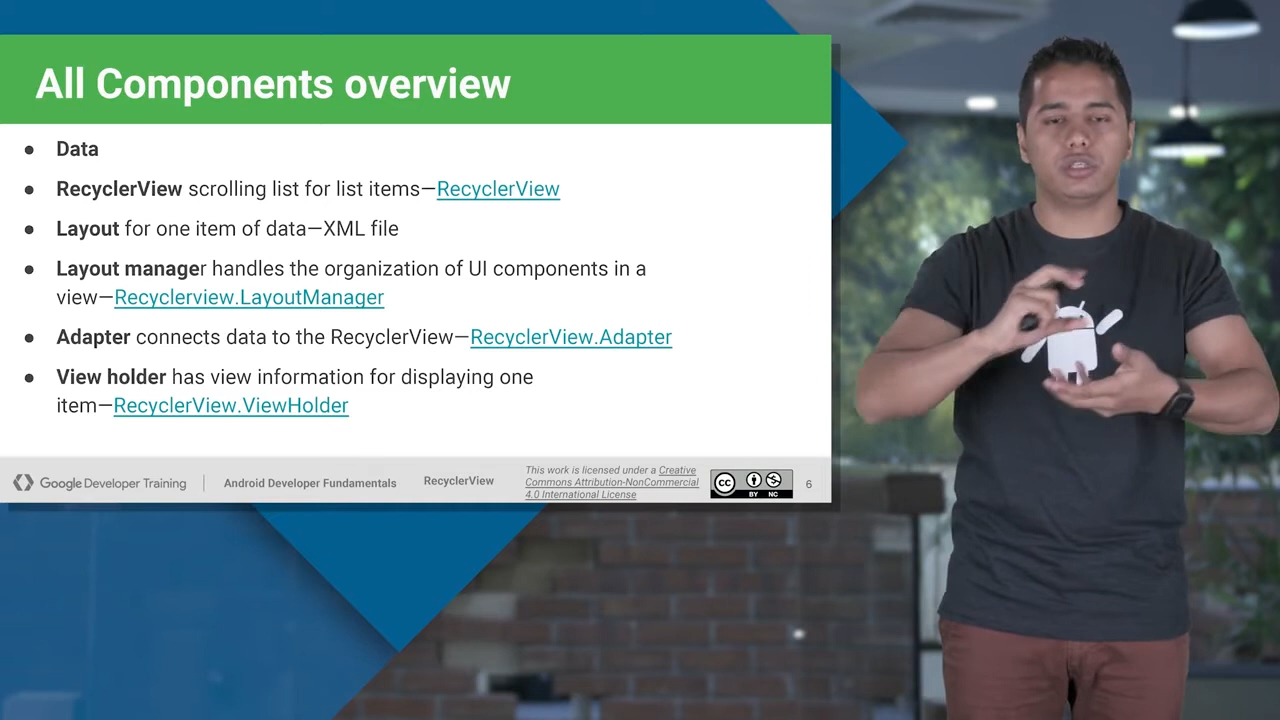 All Components overview
● Data
● RecyclerView scrolling list for list items—RecyclerView
● Layout for one item of data—XML file
● Layout manager handles the organization of UI components in a
view—Recyclerview.LayoutManager
● Adapter connects data to the RecyclerView—RecyclerView.Adapter
● View holder has view information for displaying one
item—RecyclerView.ViewHolder
Google Developer Training
Android Developer Fundamentals
RecyclerView
This work is licensed under a Creative
Commons Attribution-NonCommercial
4.0 International License
cc
BY NC
6